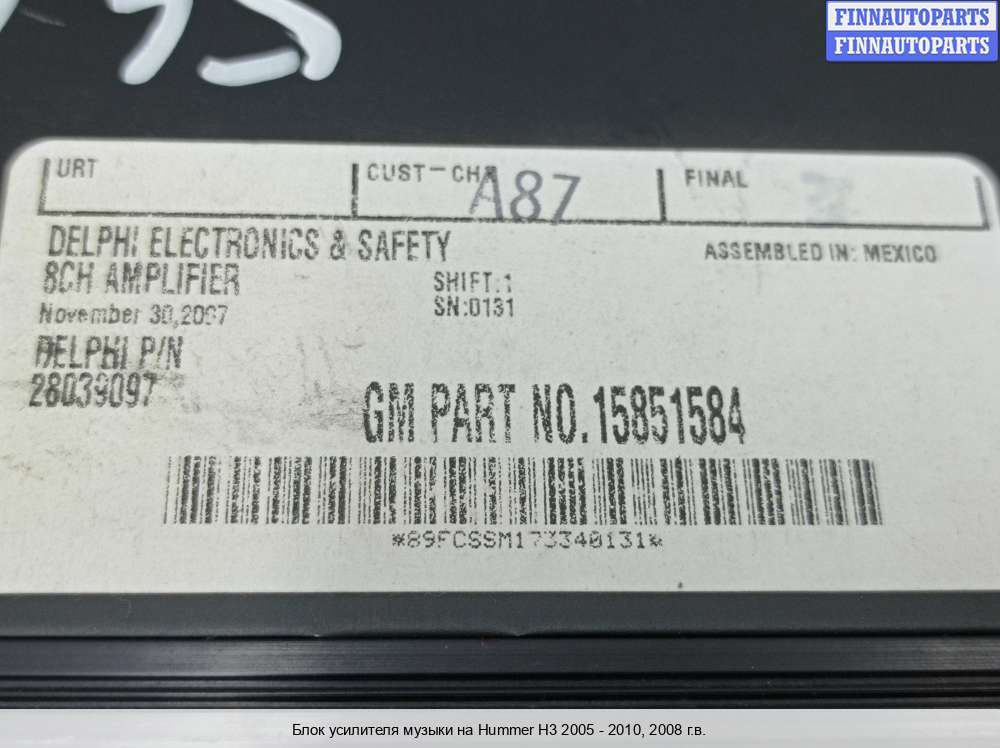 FINNAUTOPARTS
FINNAUTOPARTS
URT
CUST-CHK
A87
FINAL
DELPHI ELECTRONICS & SAFETY
ASSEMBLED IN: MEXICO
8CH AMPLIFIER
SHIFT:1
November 30,2007
SN:0131
DELPHI P/N
28039097
GM PART NO.15851584
*89FCSSM173340131*
Блок усилителя музыки на Hummer H3 2005 - 2010, 2008 г.в.